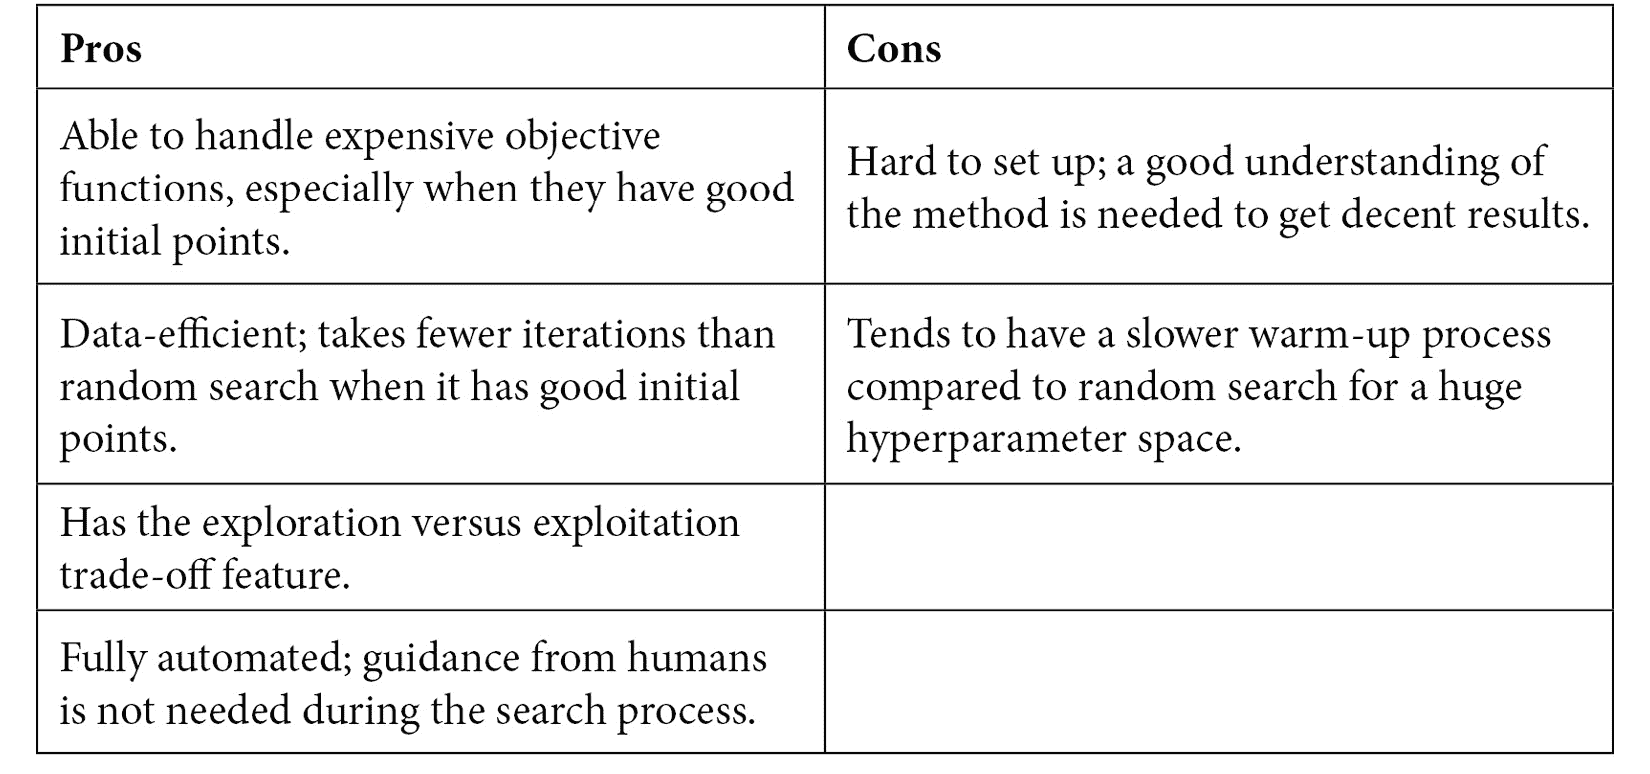 Pros
Cons
Able to handle expensive objective
functions, especially when they have good
initial points.
Hard to set up; a good understanding of
the method is needed to get decent results.
Data-efficient; takes fewer iterations than
random search when it has good initial
points.
Tends to have a slower warm-up process
compared to random search for a huge
hyperparameter space.
Has the exploration versus exploitation
trade-off feature.
Fully automated; guidance from humans
is not needed during the search process.